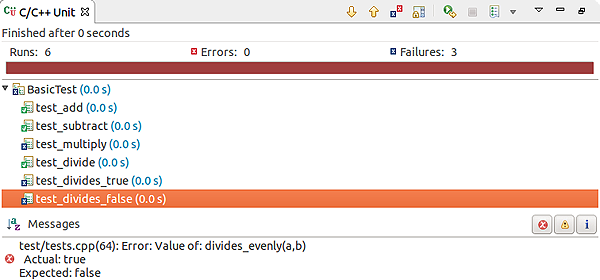 C/C++ Unit
Finished after 0 seconds
Runs: 6 Errors: 0 Failures: 3
BasicTest (0.0 s)
test_add (0.0 s)
test_subtract (0.0 s)
test_multiply (0.0 s)
test_divide (0.0 s)
test_divides_true (0.0 s)
test_divides_false (0.0 s)
Messages
test/tests.cpp(64): Error: Value of: divides_evenly(a,b)
Actual: true
Expected: false